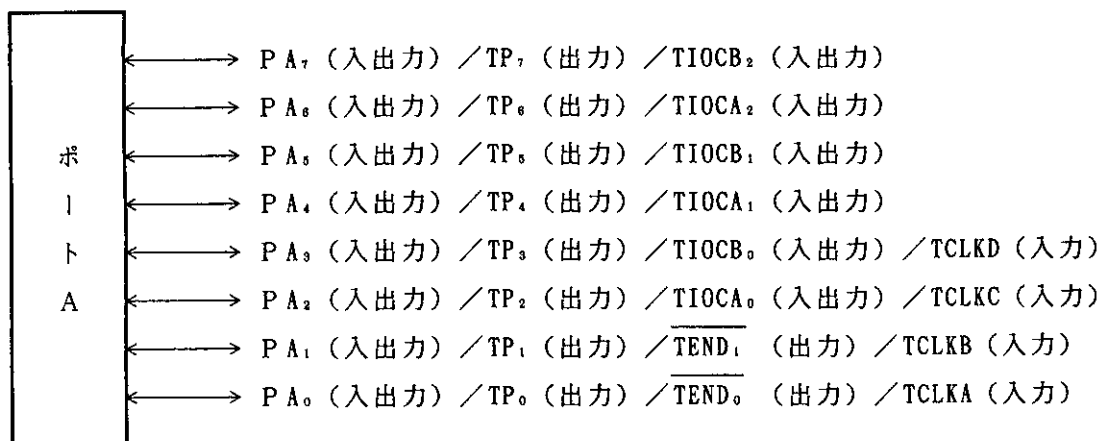 ポートA
PA₇（入出力）／TP₇（出力）／TIOCB₂（入出力）
PA₆（入出力）／TP₆（出力）／TIOCA₂（入出力）
PA₅（入出力）／TP₅（出力）／TIOCB₁（入出力）
PA₄（入出力）／TP₄（出力）／TIOCA₁（入出力）
PA₃（入出力）／TP₃（出力）／TIOCB₀（入出力）／TCLKD（入力）
PA₂（入出力）／TP₂（出力）／TIOCA₀（入出力）／TCLKC（入力）
PA₁（入出力）／TP₁（出力）／T̅E̅N̅D̅₁（出力）／TCLKB（入力）
PA₀（入出力）／TP₀（出力）／T̅E̅N̅D̅₀（出力）／TCLKA（入力）